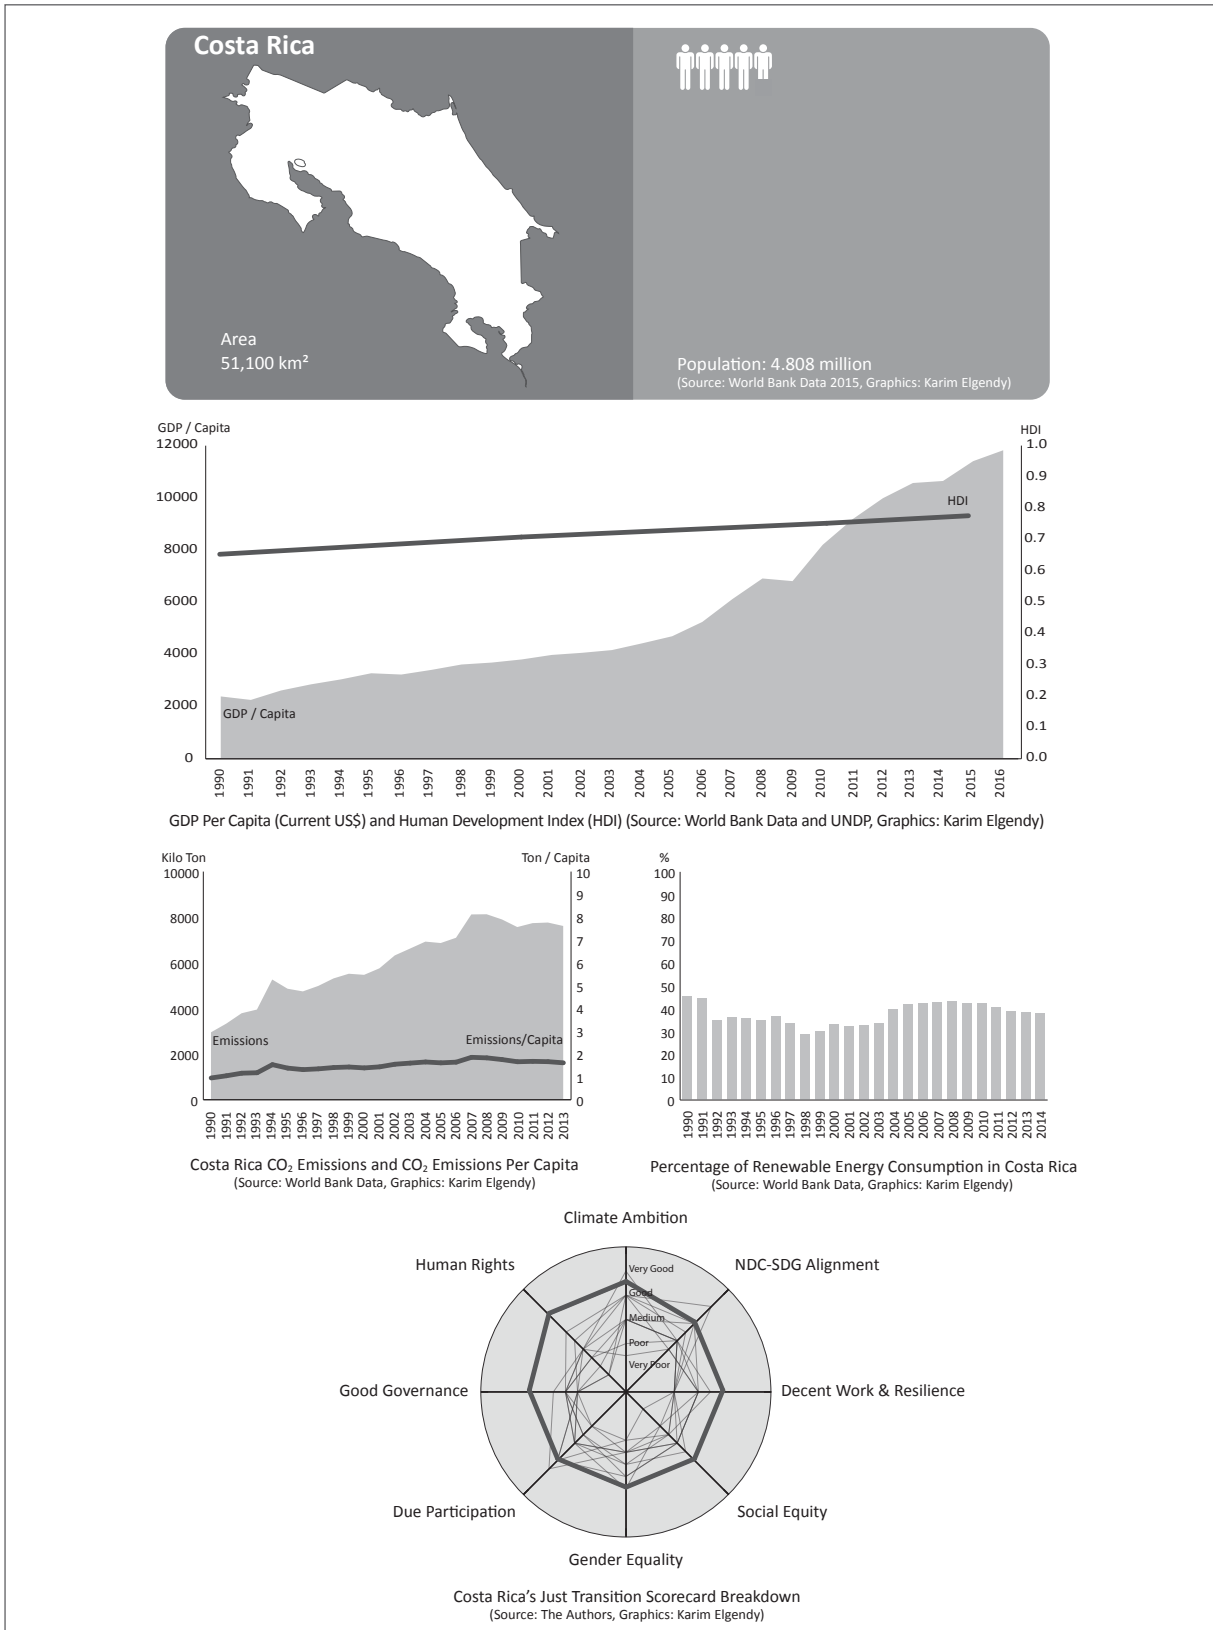 Costa Rica
Area
51,100 km²
Population: 4.808 million
(Source: World Bank Data 2015, Graphics: Karim Elgendy)
GDP / Capita
HDI
12000
10000
8000
6000
4000
2000
0
1.0
0.9
0.8
0.7
0.6
0.5
0.4
0.3
0.2
0.1
0.0
HDI
GDP / Capita
1990 1991 1992 1993 1994 1995 1996 1997 1998 1999 2000 2001 2002 2003 2004 2005 2006 2007 2008 2009 2010 2011 2012 2013 2014 2015 2016
GDP Per Capita (Current US$) and Human Development Index (HDI) (Source: World Bank Data and UNDP, Graphics: Karim Elgendy)
Kilo Ton
Ton / Capita
10000
8000
6000
4000
2000
0
10
9
8
7
6
5
4
3
2
1
0
Emissions
Emissions/Capita
1990 1991 1992 1993 1994 1995 1996 1997 1998 1999 2000 2001 2002 2003 2004 2005 2006 2007 2008 2009 2010 2012 2013
Costa Rica CO₂ Emissions and CO₂ Emissions Per Capita
(Source: World Bank Data, Graphics: Karim Elgendy)
%
100
90
80
70
60
50
40
30
20
10
0
1990 1991 1992 1993 1994 1995 1996 1997 1998 1999 2000 2001 2002 2003 2004 2005 2006 2007 2008 2009 2010 2011 2012 2013 2014
Percentage of Renewable Energy Consumption in Costa Rica
(Source: World Bank Data, Graphics: Karim Elgendy)
Climate Ambition
Human Rights
NDC-SDG Alignment
Very Good
Good
Medium
Poor
Very Poor
Good Governance
Decent Work & Resilience
Due Participation
Social Equity
Gender Equality
Costa Rica's Just Transition Scorecard Breakdown
(Source: The Authors, Graphics: Karim Elgendy)